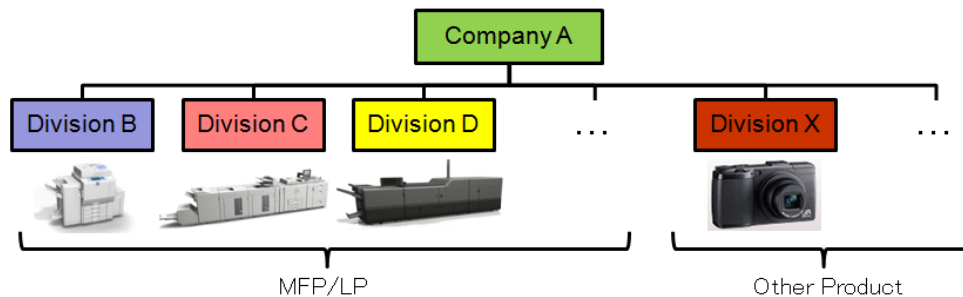 Company A
Division B
Division C
Division D
...
Division X
...
MFP/LP
Other Product